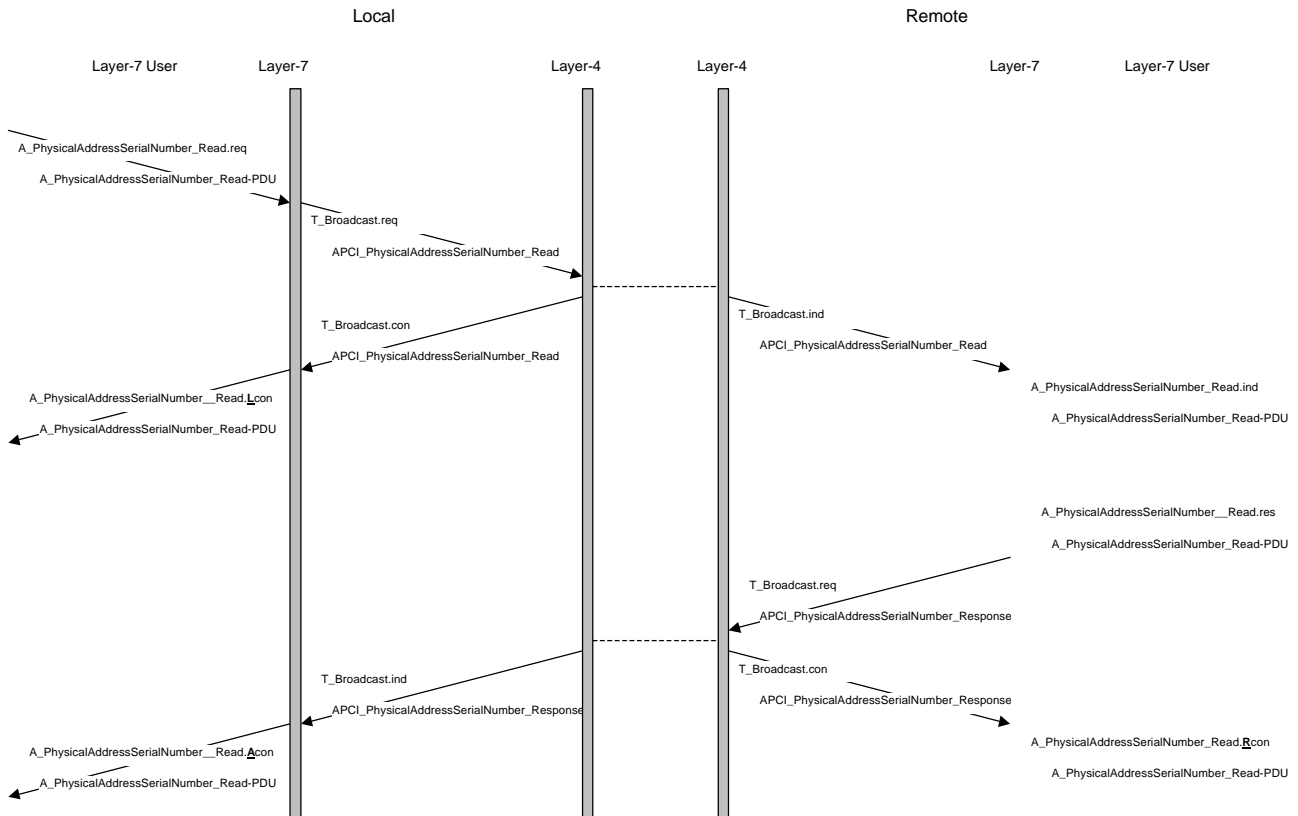 Local Remote
Layer-7 User Layer-7 Layer-4 Layer-4 Layer-7 Layer-7 User
A_PhysicalAddressSerialNumber_Read.req
A_PhysicalAddressSerialNumber_Read-PDU
T_Broadcast.req
APCI_PhysicalAddressSerialNumber_Read
T_Broadcast.con
APCI_PhysicalAddressSerialNumber_Read
T_Broadcast.ind
APCI_PhysicalAddressSerialNumber_Read
A_PhysicalAddressSerialNumber__Read.Lcon
A_PhysicalAddressSerialNumber_Read-PDU
A_PhysicalAddressSerialNumber_Read.ind
A_PhysicalAddressSerialNumber_Read-PDU
A_PhysicalAddressSerialNumber__Read.res
A_PhysicalAddressSerialNumber_Read-PDU
T_Broadcast.req
APCI_PhysicalAddressSerialNumber_Response
T_Broadcast.ind
APCI_PhysicalAddressSerialNumber_Response
T_Broadcast.con
APCI_PhysicalAddressSerialNumber_Response
A_PhysicalAddressSerialNumber__Read.Acon
A_PhysicalAddressSerialNumber_Read-PDU
A_PhysicalAddressSerialNumber_Read.Rcon
A_PhysicalAddressSerialNumber_Read-PDU